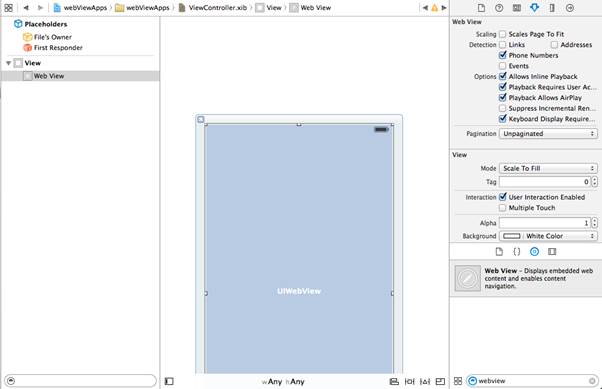 webViewApps
webViewApps
ViewController.xib
View
Web View
Placeholders
File's Owner
First Responder
View
Web View
UIWebView
wAny hAny
Web View
Scaling Scales Page To Fit
Detection Links Addresses
Phone Numbers
Events
Options Allows Inline Playback
Playback Requires User Ac...
Playback Allows AirPlay
Suppress Incremental Ren...
Keyboard Display Require...
Pagination Unpaginated
View
Mode Scale To Fill
Tag 0
Interaction User Interaction Enabled
Multiple Touch
Alpha 1
Background White Color
{}
Web View - Displays embedded web
content and enables content
navigation.
webview